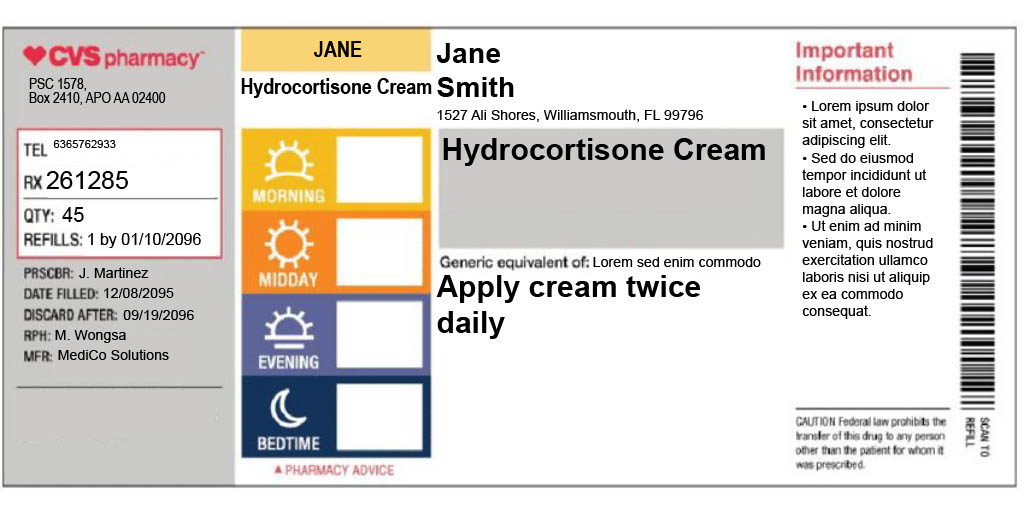 CVS pharmacy
PSC 1578,
Box 2410, APO AA 02400
TEL 6365762933
RX 261285
QTY: 45
REFILLS: 1 by 01/10/2096
PRSCBR: J. Martinez
DATE FILLED: 12/08/2095
DISCARD AFTER: 09/19/2096
RPH: M. Wongsa
MFR: MediCo Solutions
JANE
Hydrocortisone Cream
MORNING
MIDDAY
EVENING
BEDTIME
▲ PHARMACY ADVICE
Jane
Smith
1527 Ali Shores, Williamsmouth, FL 99796
Hydrocortisone Cream
Generic equivalent of: Lorem sed enim commodo
Apply cream twice
daily
Important
Information
• Lorem ipsum dolor
sit amet, consectetur
adipiscing elit.
• Sed do eiusmod
tempor incididunt ut
labore et dolore
magna aliqua.
• Ut enim ad minim
veniam, quis nostrud
exercitation ullamco
laboris nisi ut aliquip
ex ea commodo
consequat.
CAUTION Federal law prohibits the
transfer of this drug to any person
other than the patient for whom it
was prescribed.
SCAN TO
REFILL